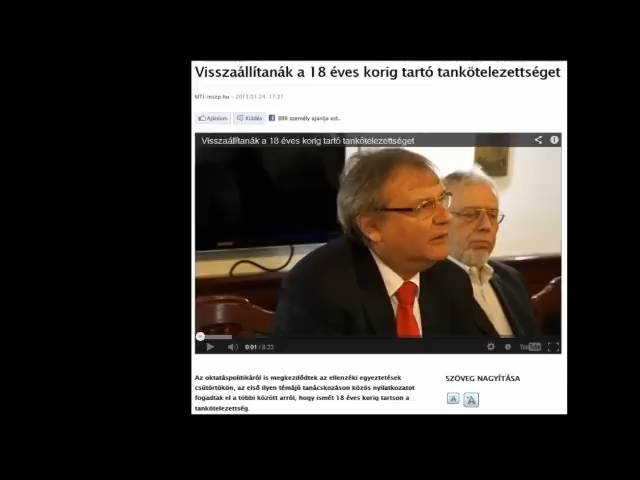 Visszaállítanák a 18 éves korig tartó tankötelezettséget
MTI-mszp.hu - 2013.01.24. 17:21
Ajánlom Küldés 888 személy ajánlja ezt.
Visszaállítanák a 18 éves korig tartó tankötelezettséget
0:01 / 8:23 YouTube
Az oktatáspolitikáról is megkezdődtek az ellenzéki egyeztetések
csütörtökön, az első ilyen témájú tanácskozáson közös nyilatkozatot
fogadtak el a többi között arról, hogy ismét 18 éves korig tartson a
tankötelezettség.
SZÖVEG NAGYÍTÁSA
A A